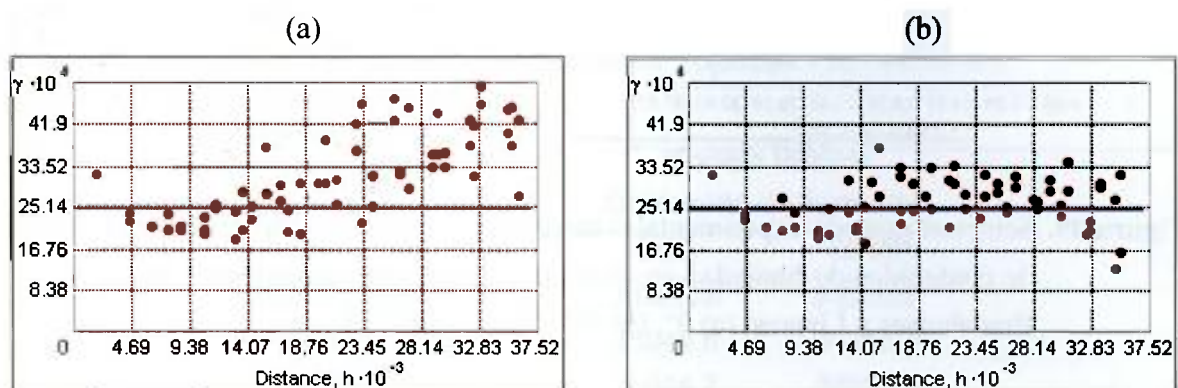 (a) (b)
γ ·10⁴ γ ·10⁴
41.9 41.9
33.52 33.52
25.14 25.14
16.76 16.76
8.38 8.38
0 4.69 9.38 14.07 18.76 23.45 28.14 32.83 37.52 0 4.69 9.38 14.07 18.76 23.45 28.14 32.83 37.52
Distance, h ·10⁻³ Distance, h ·10⁻³